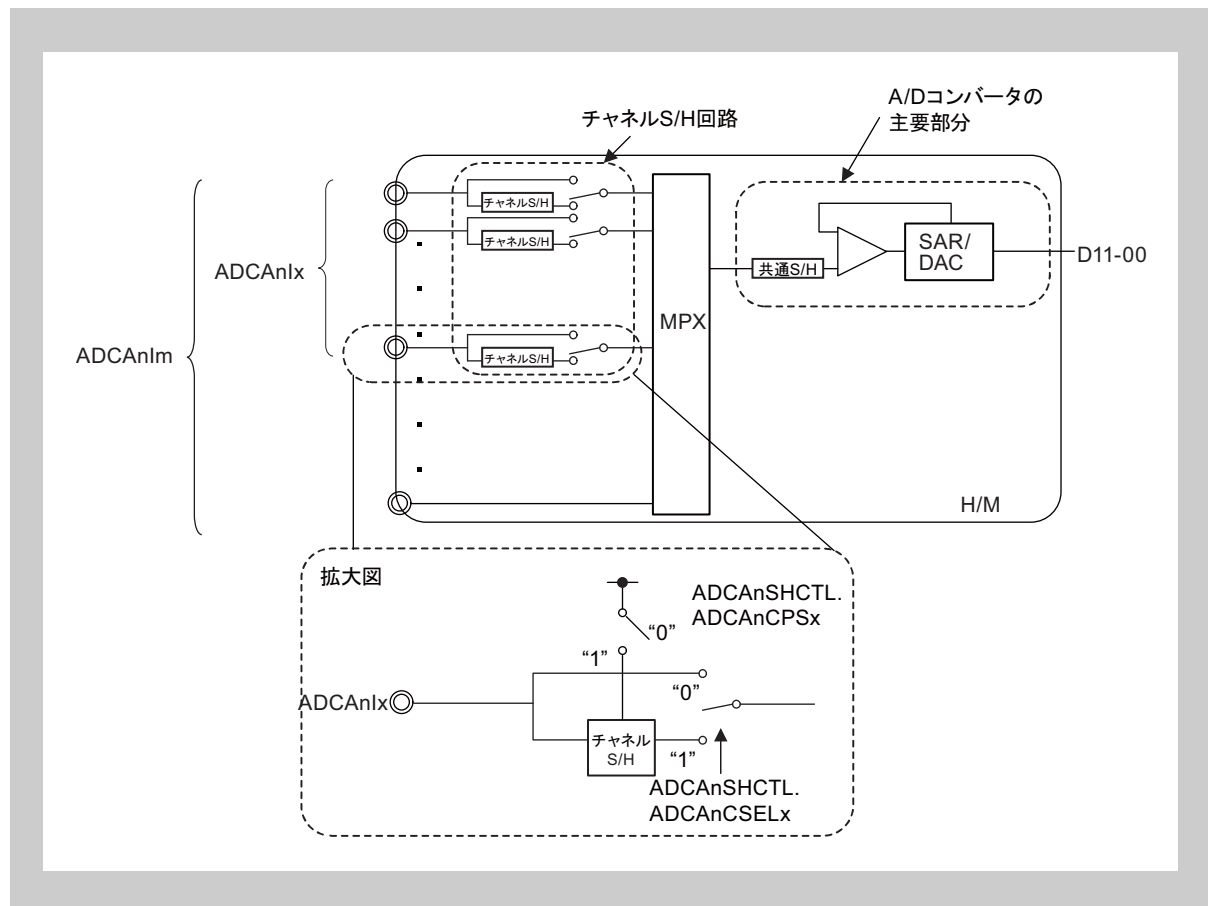 A/Dコンバータの
主要部分
チャネルS/H回路
チャネルS/H
チャネルS/H
SAR/
DAC
D11-00
共通S/H
ADCAnIx
MPX
ADCAnIm
チャネルS/H
H/M
拡大図
ADCAnSHCTL.
ADCAnCPSx
“0”
“1”
“0”
ADCAnIx
チャネル
S/H
“1”
ADCAnSHCTL.
ADCAnCSELx